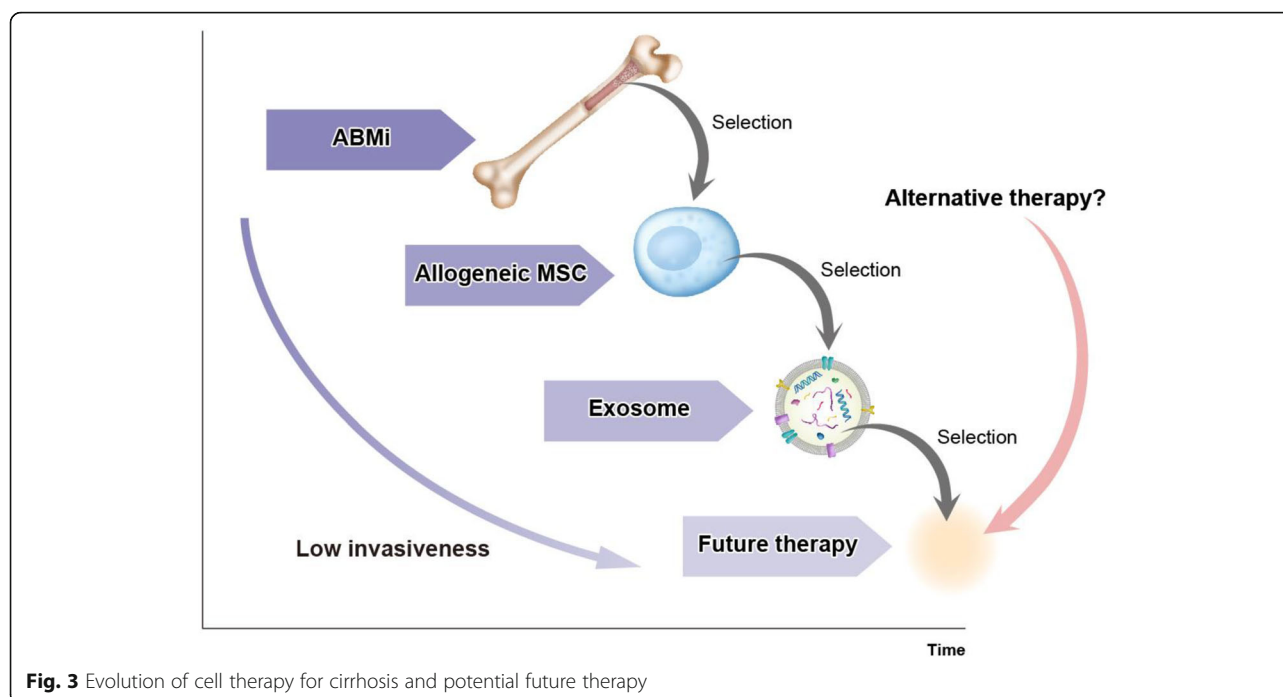 ABMi
Selection
Alternative therapy?
Allogeneic MSC
Selection
Exosome
Selection
Future therapy
Low invasiveness
Time
Fig. 3 Evolution of cell therapy for cirrhosis and potential future therapy